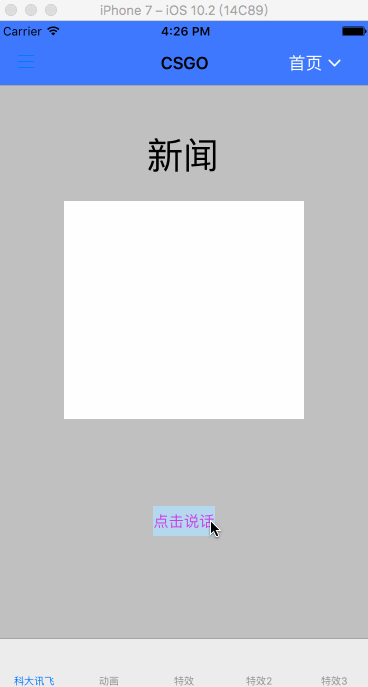 iPhone 7 – iOS 10.2 (14C89)
Carrier 4:26 PM
CSGO 首页
新闻
点击说话
科大讯飞 动画 特效 特效2 特效3